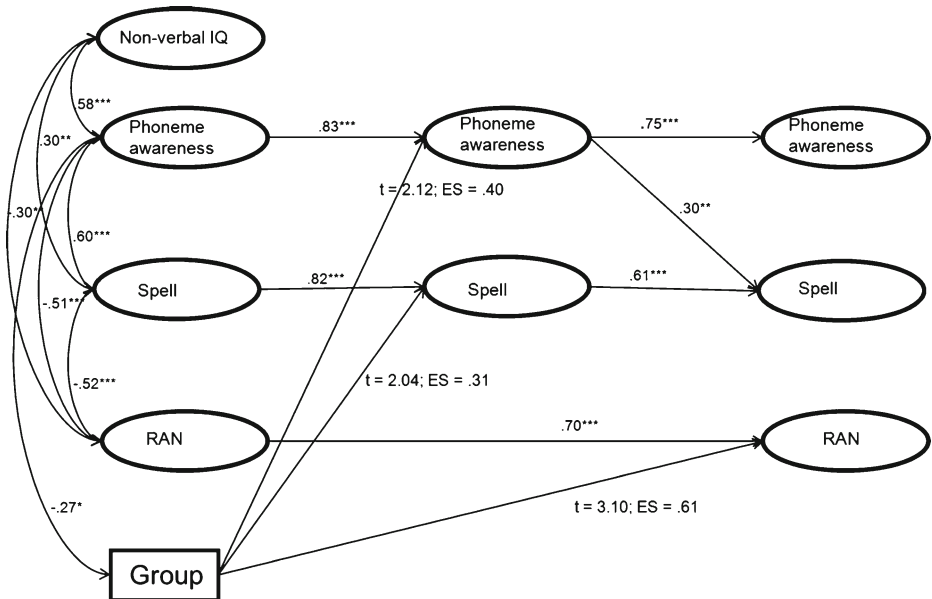 Non-verbal IQ
.58***
Phoneme
awareness
.83***
Phoneme
awareness
.75***
Phoneme
awareness
.30**
-.30*
t = 2.12; ES = .40
.30**
.60***
Spell
.82***
Spell
.61***
Spell
-.51***
-.52***
t = 2.04; ES = .31
RAN
.70***
RAN
-.27*
t = 3.10; ES = .61
Group